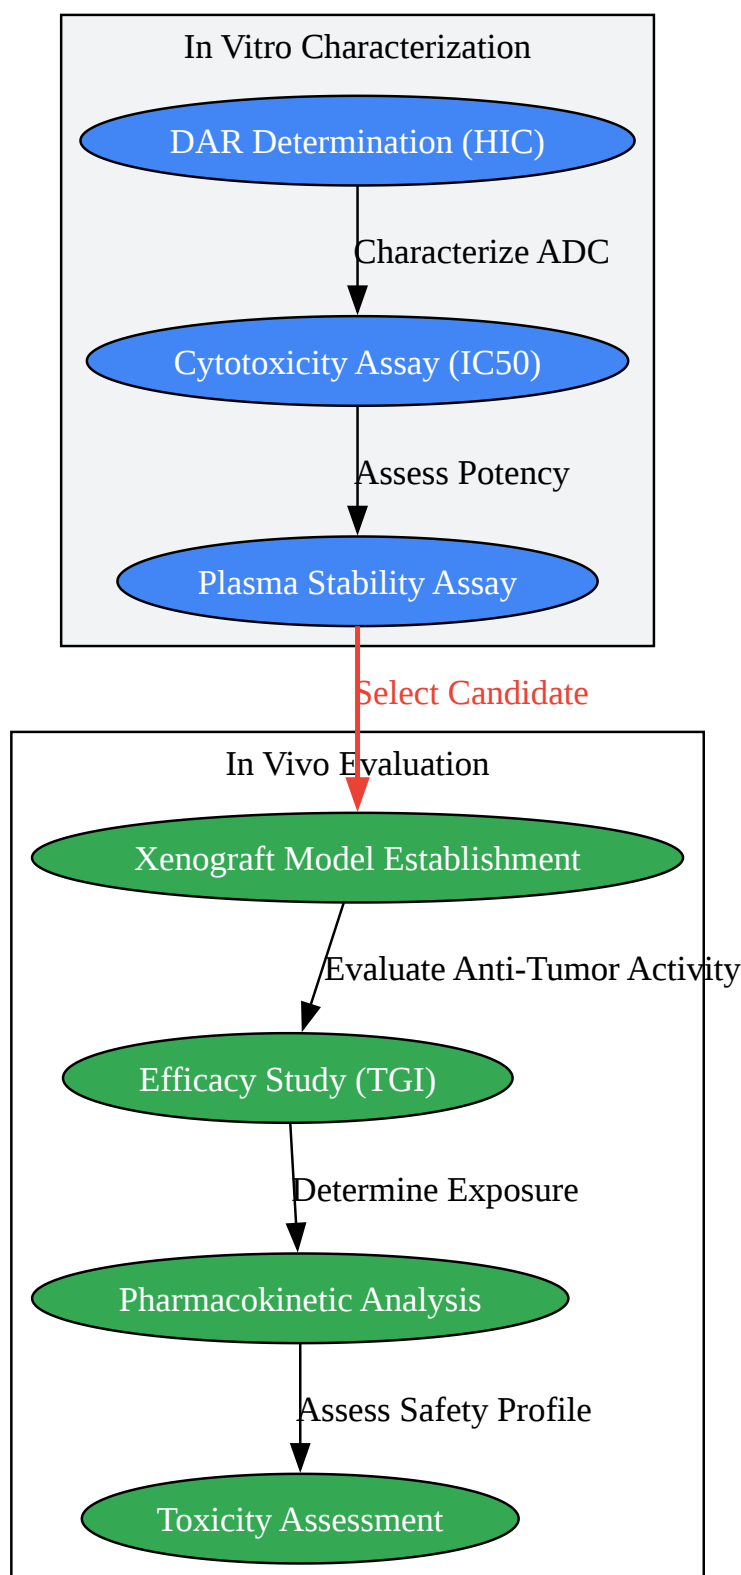 In Vitro Characterization
DAR Determination (HIC)
Characterize ADC
Cytotoxicity Assay (IC50)
Assess Potency
Plasma Stability Assay
Select Candidate
In Vivo Evaluation
Xenograft Model Establishment
Evaluate Anti-Tumor Activity
Efficacy Study (TGI)
Determine Exposure
Pharmacokinetic Analysis
Assess Safety Profile
Toxicity Assessment